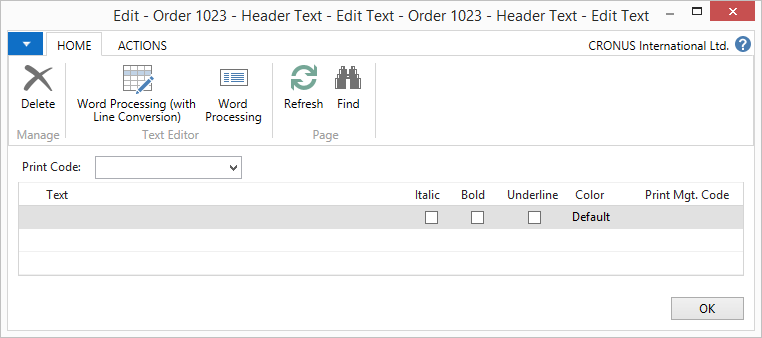 Edit - Order 1023 - Header Text - Edit Text - Order 1023 - Header Text - Edit Text
HOME ACTIONS CRONUS International Ltd. ?
Delete Word Processing (with Line Conversion) Word Processing Refresh Find
Manage Text Editor Page
Print Code:
Text Italic Bold Underline Color Print Mgt. Code
Default
OK